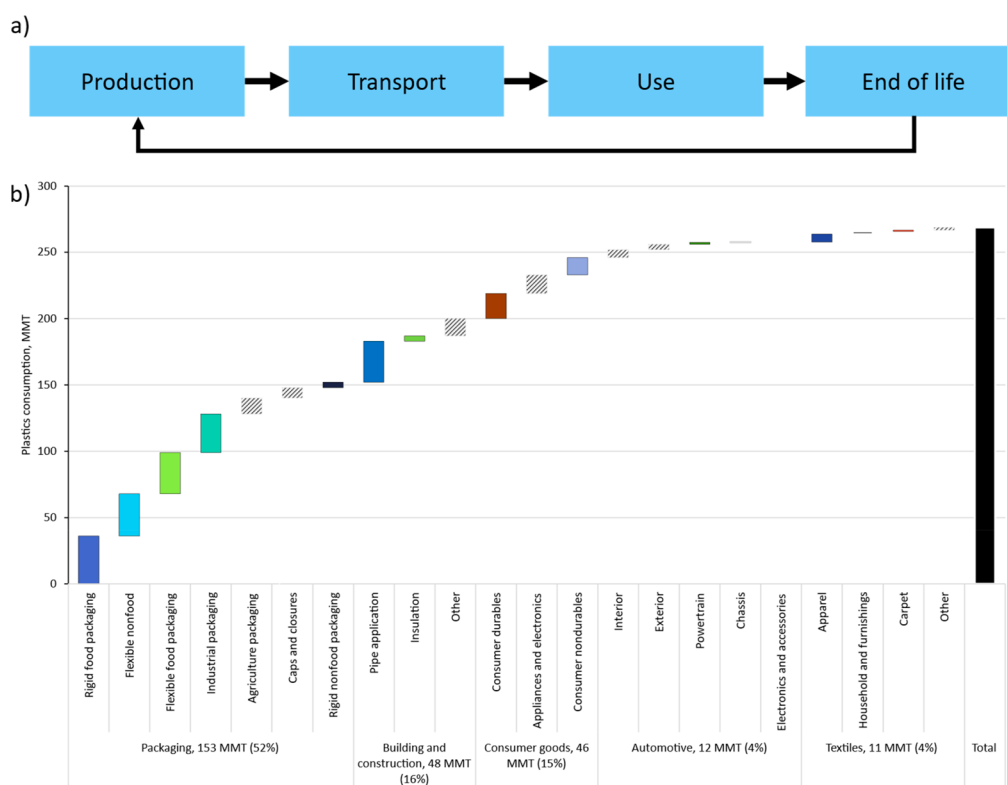 a)
Production
Transport
Use
End of life
b)
Plastics consumption, MMT
300
250
200
150
100
50
0
Rigid food packaging
Flexible nonfood
Flexible food packaging
Industrial packaging
Agriculture packaging
Caps and closures
Rigid nonfood packaging
Pipe application
Insulation
Other
Consumer durables
Appliances and electronics
Consumer nondurables
Interior
Exterior
Powertrain
Chassis
Electronics and accessories
Apparel
Household and furnishings
Carpet
Other
Packaging, 153 MMT (52%)
Building and
construction, 48 MMT
(16%)
Consumer goods, 46
MMT (15%)
Automotive, 12 MMT (4%)
Textiles, 11 MMT (4%)
Total